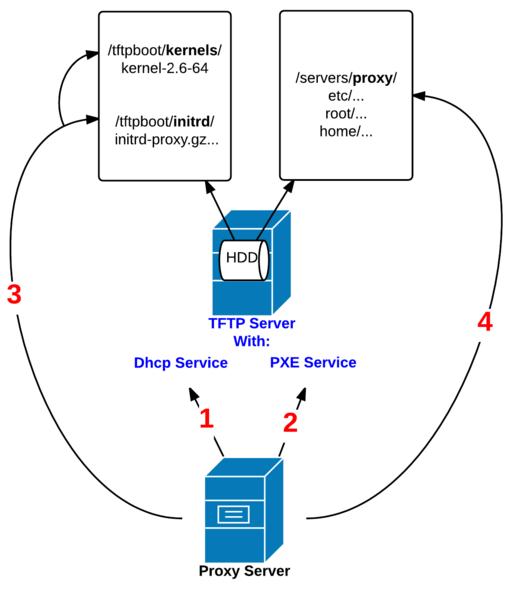 /tftpboot/kernels/
kernel-2.6-64
/tftpboot/initrd/
initrd-proxy.gz...
/servers/proxy/
etc/...
root/...
home/...
HDD
TFTP Server
With:
Dhcp Service
PXE Service
3
4
1
2
Proxy Server